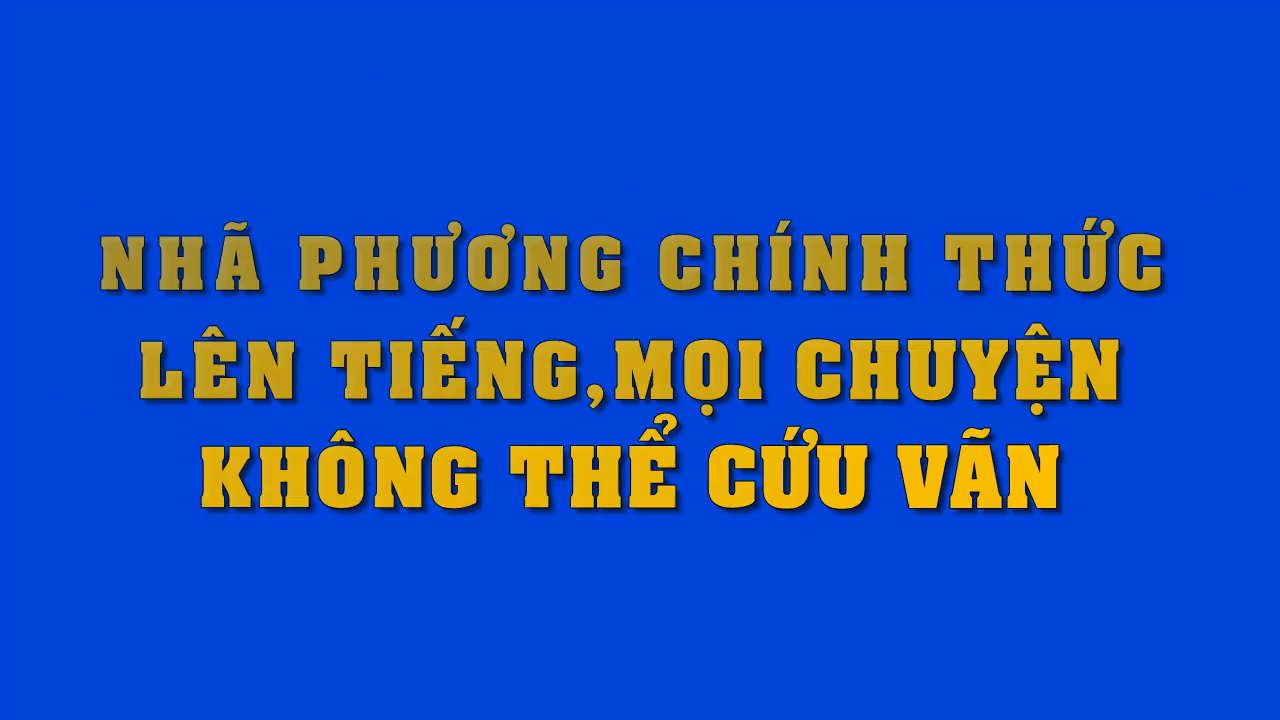 NHÃ PHƯƠNG CHÍNH THỨC
LÊN TIẾNG,MỌI CHUYỆN
KHÔNG THỂ CỨU VÃN